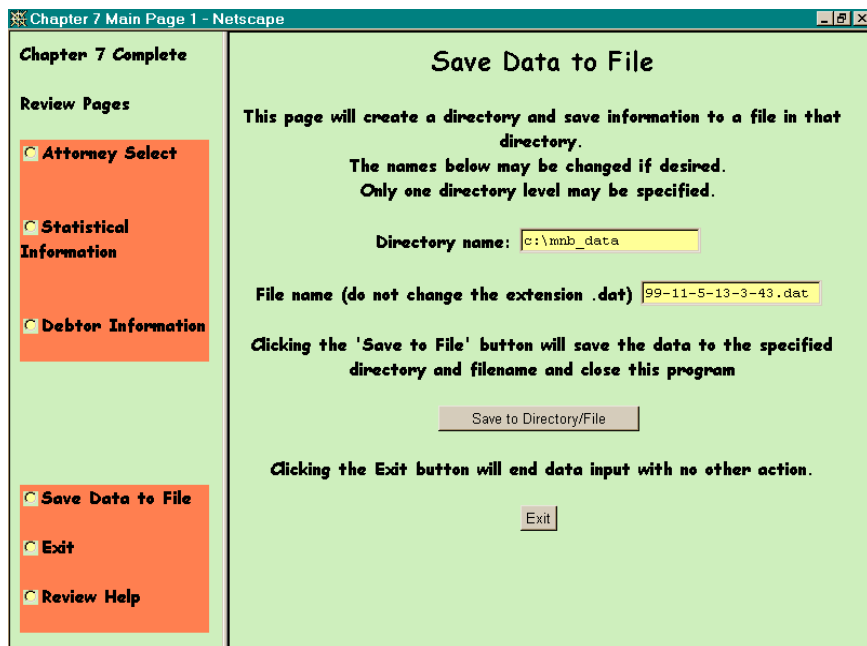 Chapter 7 Main Page 1 - Netscape
Chapter 7 Complete
Review Pages
Attorney Select
Statistical
Information
Debtor Information
Save Data to File
Exit
Review Help
Save Data to File
This page will create a directory and save information to a file in that
directory.
The names below may be changed if desired.
Only one directory level may be specified.
Directory name: c:\mnb_data
File name (do not change the extension .dat) 99-11-5-13-3-43.dat
Clicking the 'Save to File' button will save the data to the specified
directory and filename and close this program
Save to Directory/File
Clicking the Exit button will end data input with no other action.
Exit